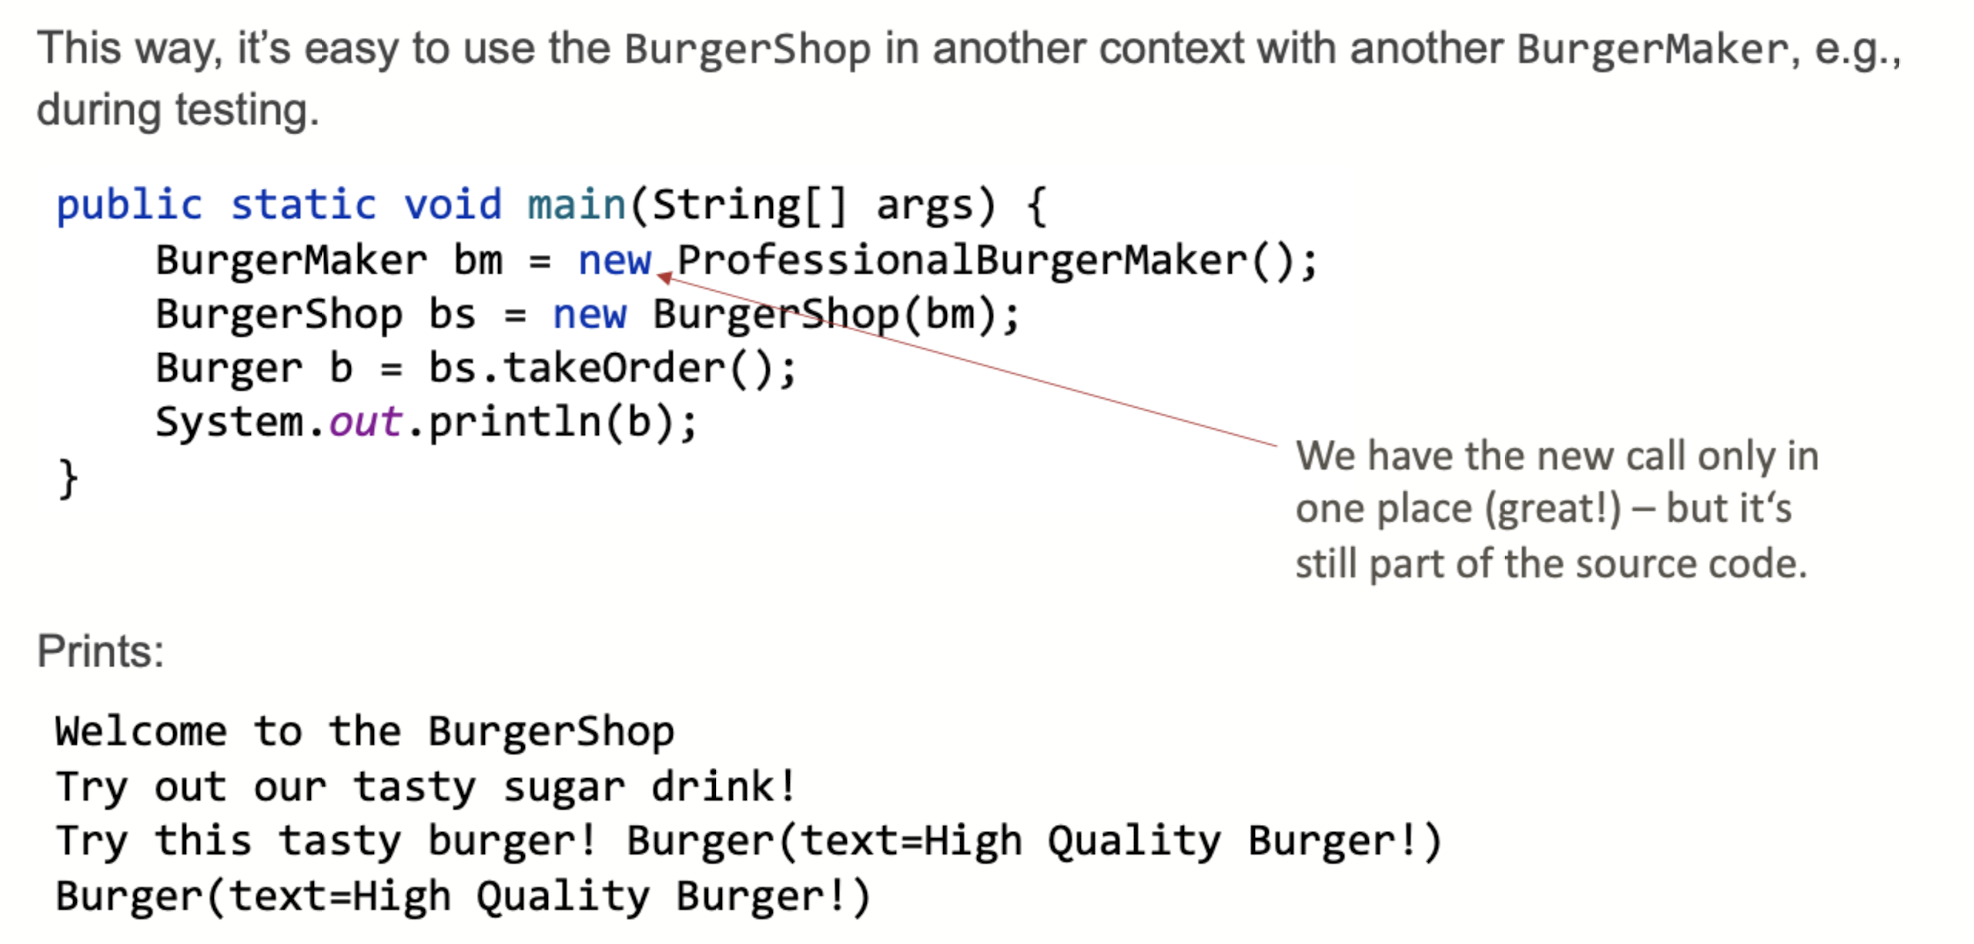 This way, it’s easy to use the BurgerShop in another context with another BurgerMaker, e.g.,
during testing.
public static void main(String[] args) {
    BurgerMaker bm = new ProfessionalBurgerMaker();
    BurgerShop bs = new BurgerShop(bm);
    Burger b = bs.takeOrder();
    System.out.println(b);
}
We have the new call only in
one place (great!) – but it‘s
still part of the source code.
Prints:
Welcome to the BurgerShop
Try out our tasty sugar drink!
Try this tasty burger! Burger(text=High Quality Burger!)
Burger(text=High Quality Burger!)